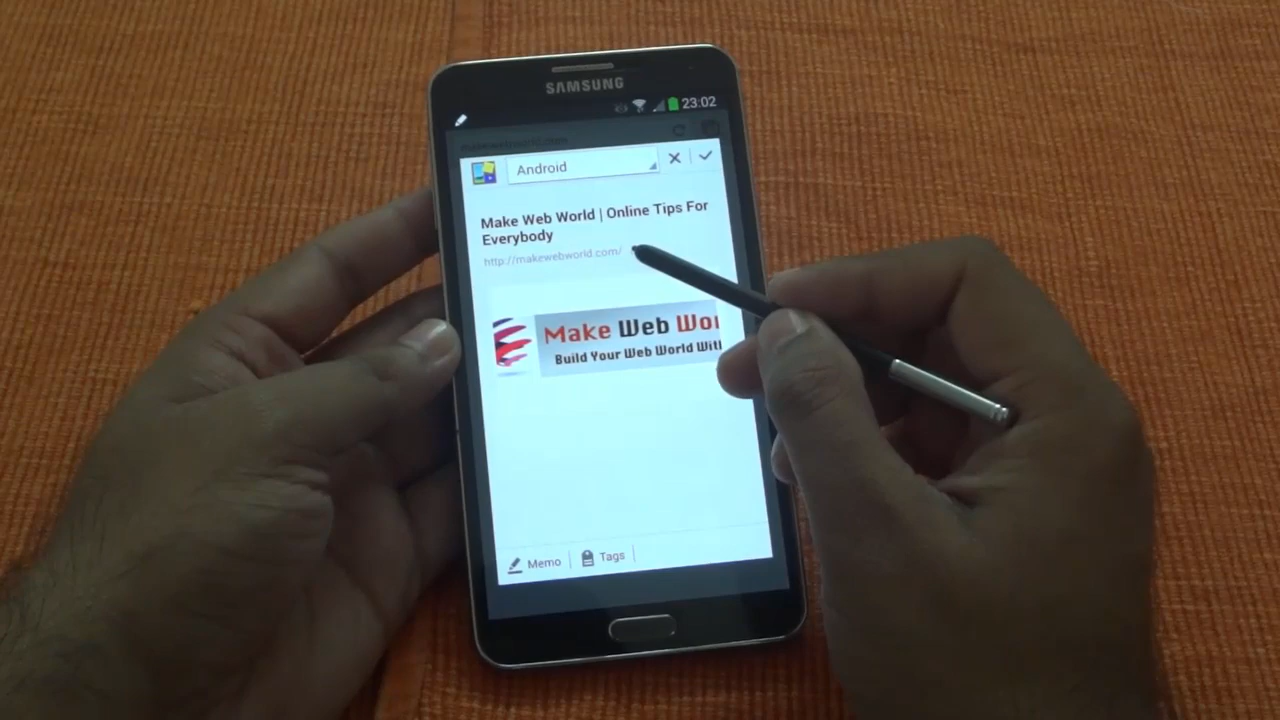 SAMSUNG
23:02
Android
Make Web World | Online Tips For
Everybody
http://makewebworld.com/
Make Web Wor
Build Your Web World With
Memo
Tags